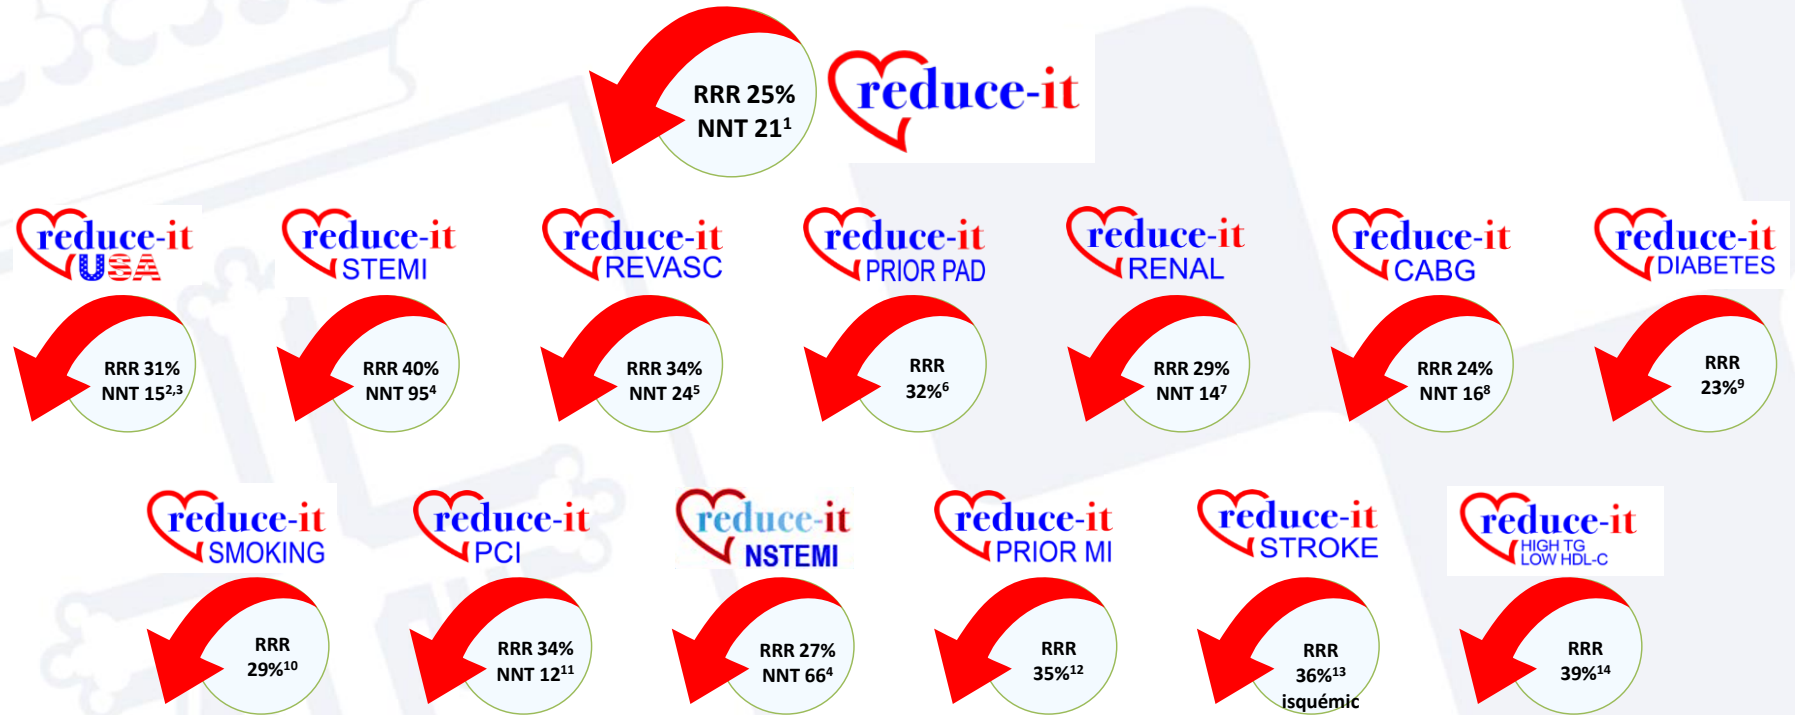 RRR 25%
NNT 21¹
reduce-it
reduce-it
USA
reduce-it
STEMI
reduce-it
REVASC
reduce-it
PRIOR PAD
reduce-it
RENAL
reduce-it
CABG
reduce-it
DIABETES
RRR 31%
NNT 15²,³
RRR 40%
NNT 95⁴
RRR 34%
NNT 24⁵
RRR
32%⁶
RRR 29%
NNT 14⁷
RRR 24%
NNT 16⁸
RRR
23%⁹
reduce-it
SMOKING
reduce-it
PCI
reduce-it
NSTEMI
reduce-it
PRIOR MI
reduce-it
STROKE
reduce-it
HIGH TG
LOW HDL-C
RRR
29%¹⁰
RRR 34%
NNT 12¹¹
RRR 27%
NNT 66⁴
RRR
35%¹²
RRR
36%¹³
isquémic
RRR
39%¹⁴